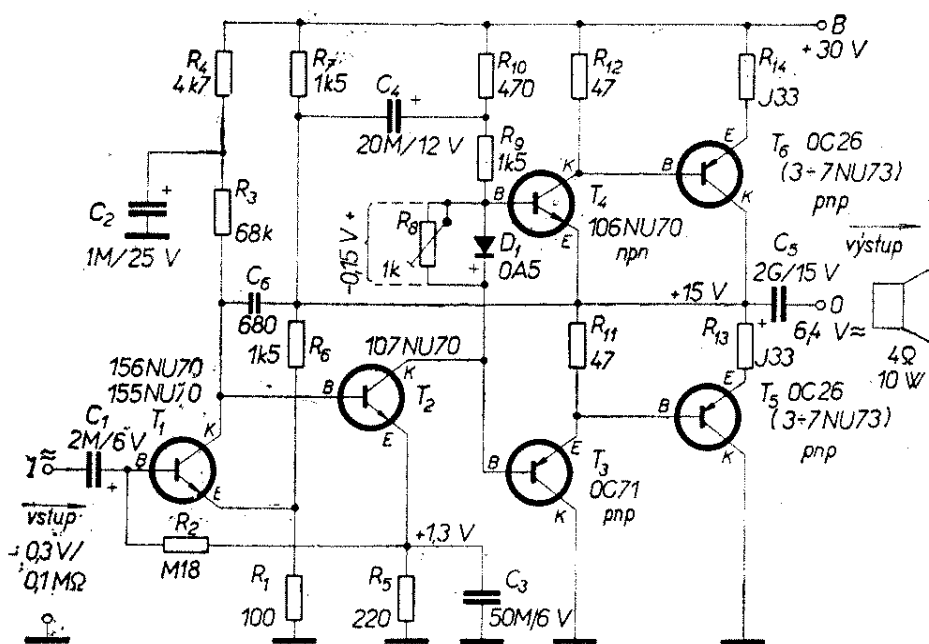 B
+30 V
R4
4k7
R7
1k5
C4
+
20M/12 V
R10
470
R12
47
R14
J33
R9
1k5
T6 OC26
(3÷7NU73)
pnp
B
E
K
C2
+
1M/25 V
R3
68k
-0,15 V+
R8
1k
D1
+
OA5
B
K
E
T4
106NU70
npn
výstup
C5
2G/15 V
C6
680
+15 V
O
6,4 V≈
1k5
R6
R11
47
R13
+
J33
4Ω
10 W
156NU70
155NU70
107NU70
B
K
E
T2
C1
2M/6 V
+
T1
B
K
E
B
E
K
T5 OC26
(3÷7NU73)
pnp
B
E
K
T3
OC71
pnp
vstup
0,3 V/
0,1 MΩ
R2
M18
+1,3 V
R1
100
R5
220
C3
50M/6 V